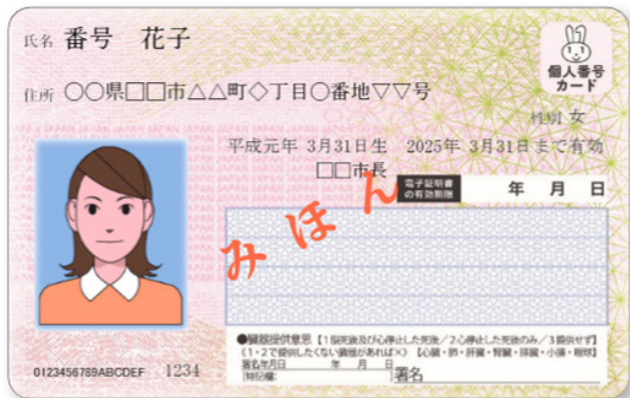 氏名 番号 花子
個人番号
カード
住所 ○○県□□市△△町◇丁目○番地▽▽号
性別 女
平成元年 3月31日生 2025年 3月31日まで有効
□□市長
電子証明書
の有効期限
年 月 日
みほん
●臓器提供意思【1脳死後及び心停止した死後/2心停止した死後のみ/3提供せず】
《1・2で提供したくない臓器があれば×》【心臓・肺・肝臓・腎臓・膵臓・小腸・眼球】
署名年月日 年 月 日
[特記欄: ] 署名
0123456789ABCDEF 1234